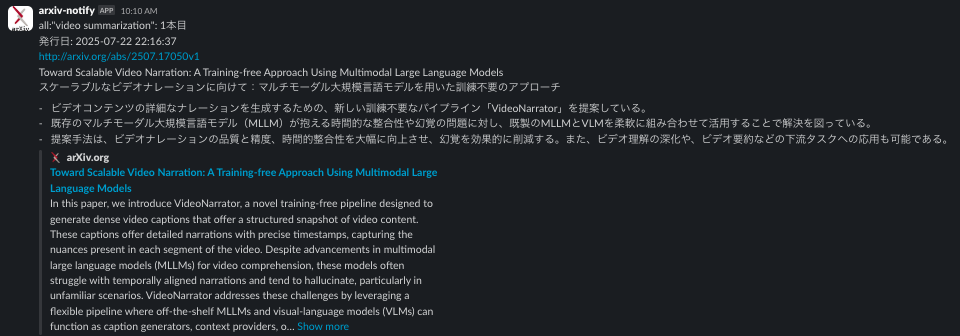 arxiv-notify APP 10:10 AM
all:"video summarization": 1本目
発行日: 2025-07-22 22:16:37
http://arxiv.org/abs/2507.17050v1
Toward Scalable Video Narration: A Training-free Approach Using Multimodal Large Language Models
スケーラブルなビデオナレーションに向けて：マルチモーダル大規模言語モデルを用いた訓練不要のアプローチ
- ビデオコンテンツの詳細なナレーションを生成するための、新しい訓練不要なパイプライン「VideoNarrator」を提案している。
- 既存のマルチモーダル大規模言語モデル（MLLM）が抱える時間的な整合性や幻覚の問題に対し、既製のMLLMとVLMを柔軟に組み合わせて活用することで解決を図っている。
- 提案手法は、ビデオナレーションの品質と精度、時間的整合性を大幅に向上させ、幻覚を効果的に削減する。また、ビデオ理解の深化や、ビデオ要約などの下流タスクへの応用も可能である。
arXiv.org
Toward Scalable Video Narration: A Training-free Approach Using Multimodal Large
Language Models
In this paper, we introduce VideoNarrator, a novel training-free pipeline designed to
generate dense video captions that offer a structured snapshot of video content.
These captions offer detailed narrations with precise timestamps, capturing the
nuances present in each segment of the video. Despite advancements in multimodal
large language models (MLLMs) for video comprehension, these models often
struggle with temporally aligned narrations and tend to hallucinate, particularly in
unfamiliar scenarios. VideoNarrator addresses these challenges by leveraging a
flexible pipeline where off-the-shelf MLLMs and visual-language models (VLMs) can
function as caption generators, context providers, o... Show more